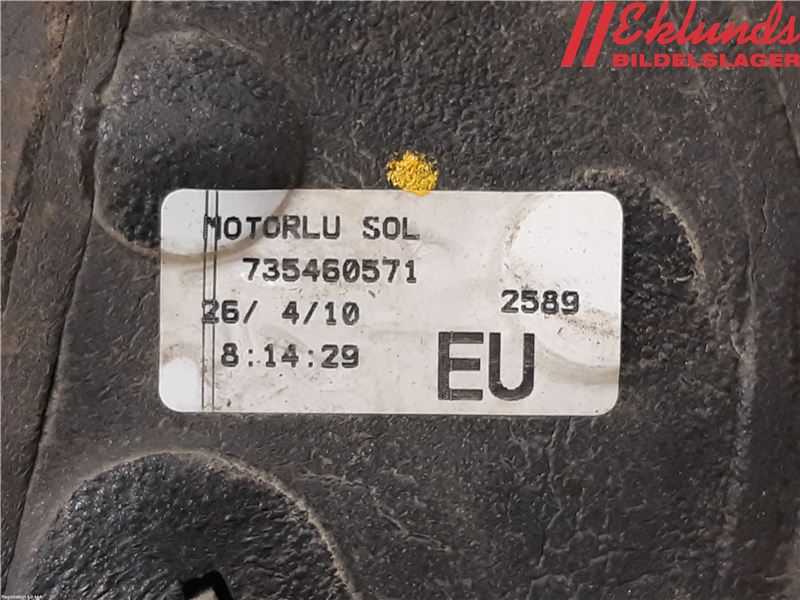 Eklunds
BILDELSLAGER
MOTORLU SOL
735460571
26/ 4/10
2589
8:14:29
EU